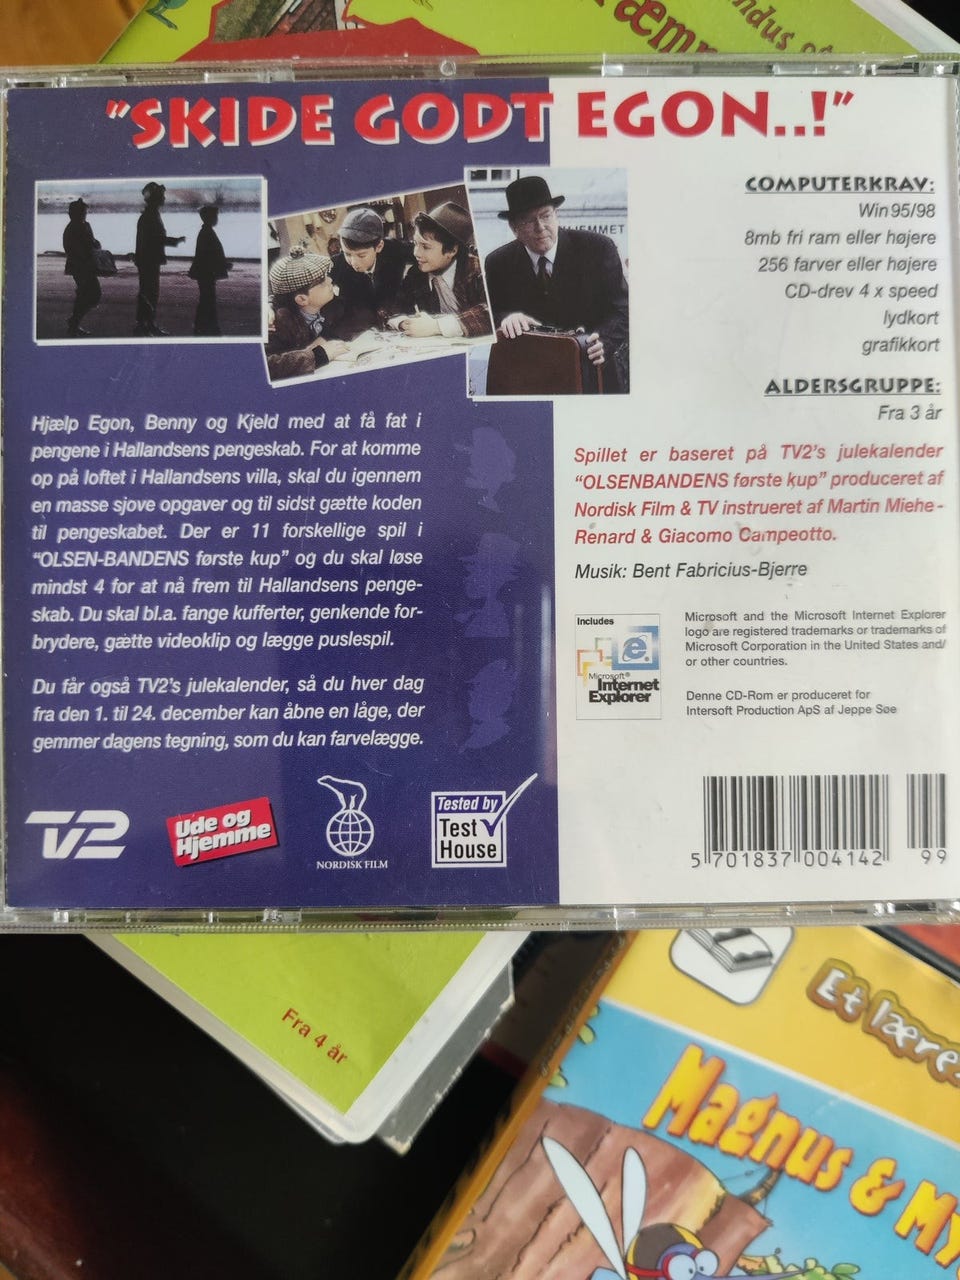 ndus og
ræmn
"SKIDE GODT EGON..!"
HJEMMET
COMPUTERKRAV:
Win95/98
8mb fri ram eller højere
256 farver eller højere
CD-drev 4 x speed
lydkort
grafikkort
ALDERSGRUPPE:
Fra 3 år
Hjælp Egon, Benny og Kjeld med at få fat i
pengene i Hallandsens pengeskab. For at komme
op på loftet i Hallandsens villa, skal du igennem
en masse sjove opgaver og til sidst gætte koden
til pengeskabet. Der er 11 forskellige spil i
"OLSEN-BANDENS første kup" og du skal løse
mindst 4 for at nå frem til Hallandsens penge-
skab. Du skal bl.a. fange kufferter, genkende for-
brydere, gætte videoklip og lægge puslespil.
Du får også TV2's julekalender, så du hver dag
fra den 1. til 24. december kan åbne en låge, der
gemmer dagens tegning, som du kan farvelægge.
Spillet er baseret på TV2's julekalender
"OLSENBANDENS første kup" produceret af
Nordisk Film & TV instrueret af Martin Miehe-
Renard & Giacomo Campeotto.
Musik: Bent Fabricius-Bjerre
Includes
Microsoft®
Internet
Explorer
Microsoft and the Microsoft Internet Explorer
logo are registered trademarks or trademarks of
Microsoft Corporation in the United States and/
or other countries.
Denne CD-Rom er produceret for
Intersoft Production ApS af Jeppe Søe
TV2
Ude og
Hjemme
NORDISK FILM
Tested by
Test
House
5 701837 004142 99
Fra 4 år
Et lære
Magnus & My